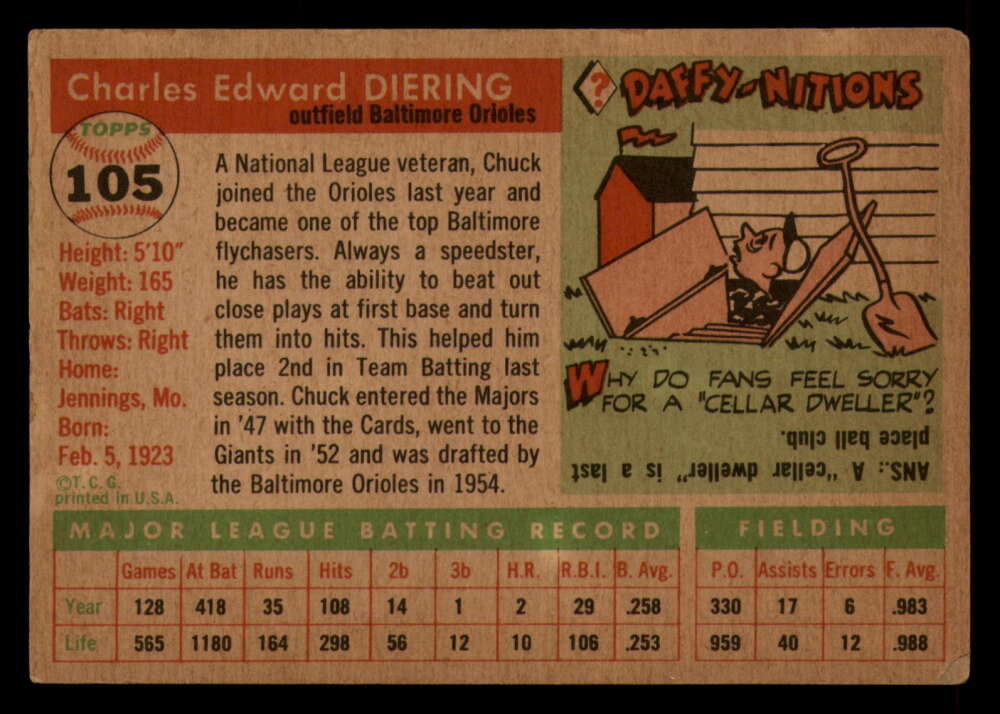 Charles Edward DIERING
outfield Baltimore Orioles
TOPPS
105
Height: 5'10"
Weight: 165
Bats: Right
Throws: Right
Home:
Jennings, Mo.
Born:
Feb. 5, 1923
©T.C.G.
printed in U.S.A.
A National League veteran, Chuck
joined the Orioles last year and
became one of the top Baltimore
flychasers. Always a speedster,
he has the ability to beat out
close plays at first base and turn
them into hits. This helped him
place 2nd in Team Batting last
season. Chuck entered the Majors
in '47 with the Cards, went to the
Giants in '52 and was drafted by
the Baltimore Orioles in 1954.
? DAFFY-NITIONS
WHY DO FANS FEEL SORRY
FOR A "CELLAR DWELLER"?
ANS.: A "cellar dweller" is a last
place ball club.
MAJOR LEAGUE BATTING RECORD
Games At Bat Runs Hits 2b 3b H.R. R.B.I. B. Avg.
Year 128 418 35 108 14 1 2 29 .258
Life 565 1180 164 298 56 12 10 106 .253
FIELDING
P.O. Assists Errors F. Avg.
330 17 6 .983
959 40 12 .988